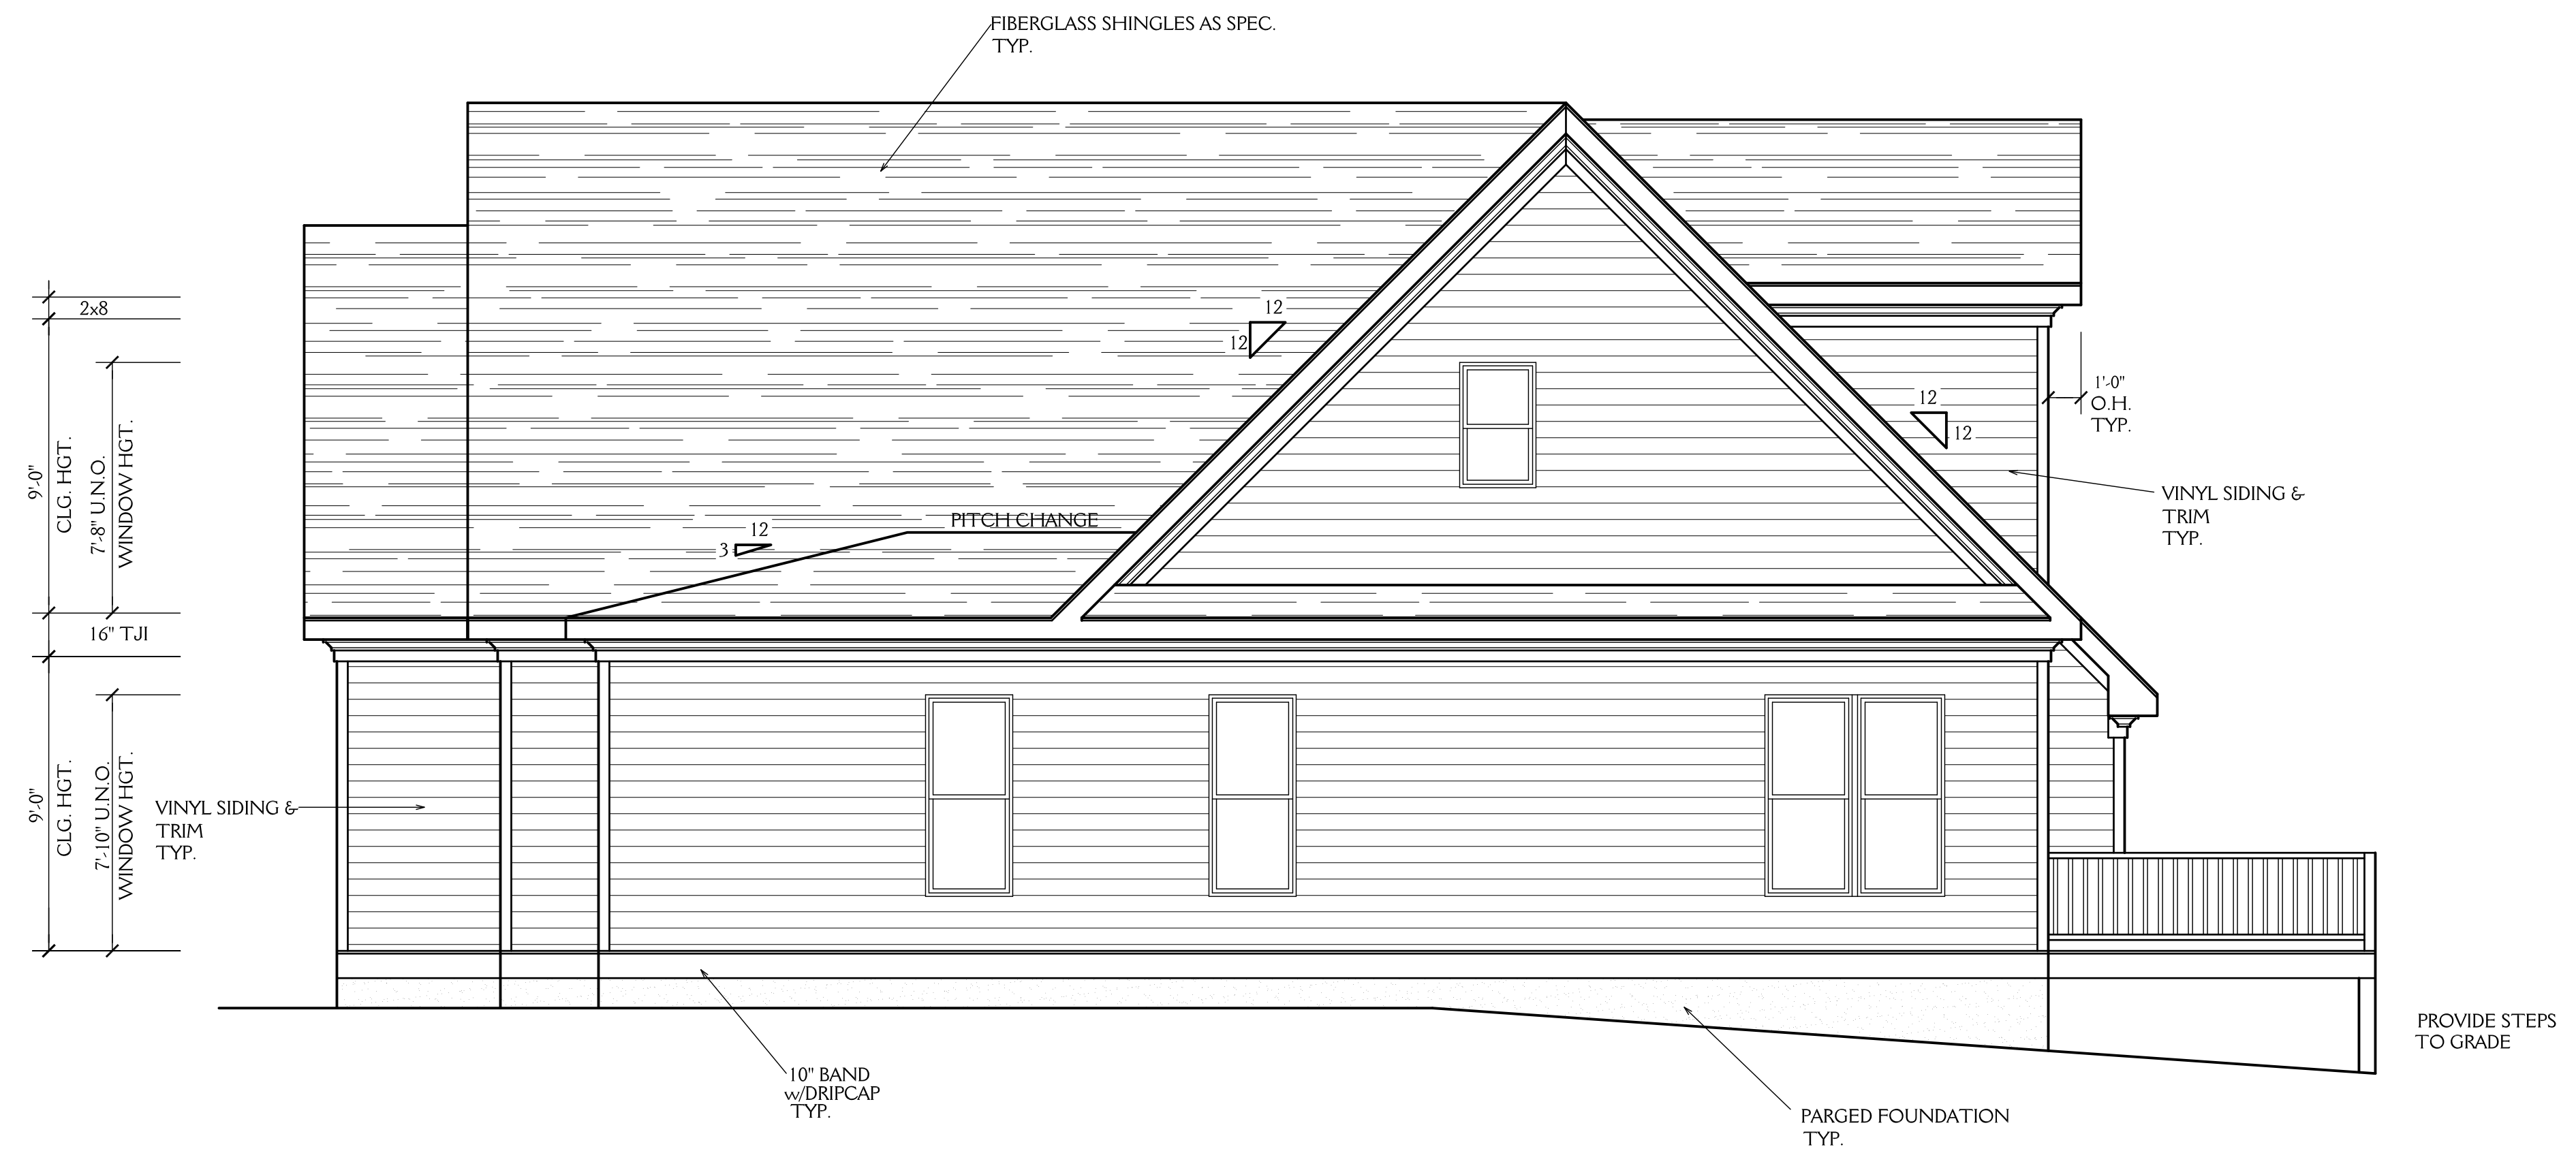 FIBERGLASS SHINGLES AS SPEC.
TYP.
2x8
12
12
1'-0"
O.H.
TYP.
12
12
9'-0"
CLG. HGT.
7'-8" U.N.O.
WINDOW HGT.
VINYL SIDING &
TRIM
TYP.
PITCH CHANGE
12
3
16" TJI
9'-0"
CLG. HGT.
7'-10" U.N.O.
WINDOW HGT.
VINYL SIDING &
TRIM
TYP.
PROVIDE STEPS
TO GRADE
10" BAND
w/DRIPCAP
TYP.
PARGED FOUNDATION
TYP.